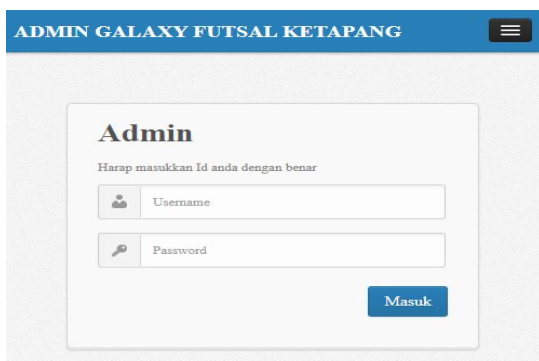 ADMIN GALAXY FUTSAL KETAPANG
Admin
Harap masukkan Id anda dengan benar
Username
Password
Masuk